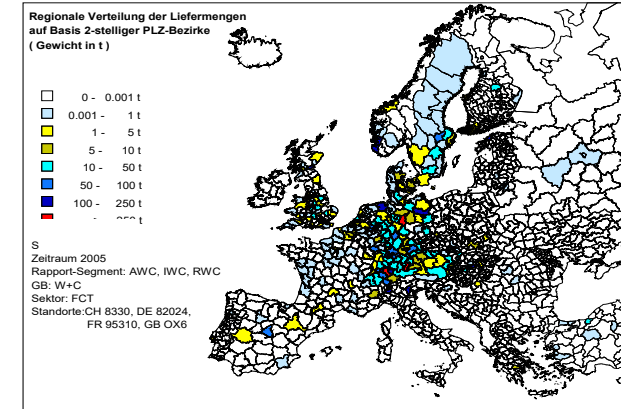 Regionale Verteilung der Liefermengen
auf Basis 2-stelliger PLZ-Bezirke
( Gewicht in t )
0 - 0.001 t
0.001 - 1 t
1 - 5 t
5 - 10 t
10 - 50 t
50 - 100 t
100 - 250 t
S
Zeitraum 2005
Rapport-Segment: AWC, IWC, RWC
GB: W+C
Sektor: FCT
Standorte:CH 8330, DE 82024,
FR 95310, GB OX6